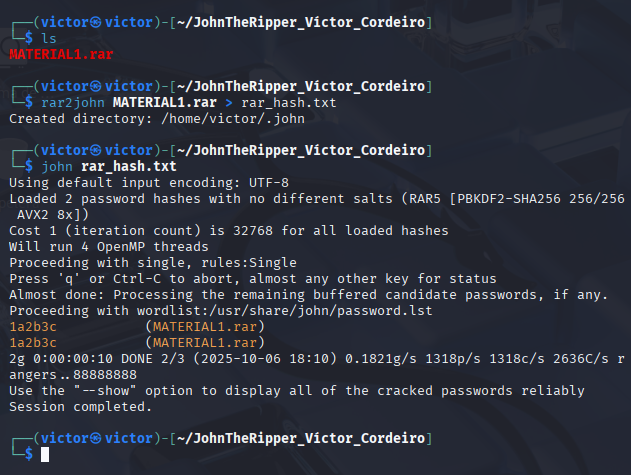 ┌──(victor㉿victor)-[~/JohnTheRipper_Víctor_Cordeiro]
└─$ ls
MATERIAL1.rar
┌──(victor㉿victor)-[~/JohnTheRipper_Víctor_Cordeiro]
└─$ rar2john MATERIAL1.rar > rar_hash.txt
Created directory: /home/victor/.john
┌──(victor㉿victor)-[~/JohnTheRipper_Víctor_Cordeiro]
└─$ john rar_hash.txt
Using default input encoding: UTF-8
Loaded 2 password hashes with no different salts (RAR5 [PBKDF2-SHA256 256/256
 AVX2 8x])
Cost 1 (iteration count) is 32768 for all loaded hashes
Will run 4 OpenMP threads
Proceeding with single, rules:Single
Press 'q' or Ctrl-C to abort, almost any other key for status
Almost done: Processing the remaining buffered candidate passwords, if any.
Proceeding with wordlist:/usr/share/john/password.lst
1a2b3c           (MATERIAL1.rar)
1a2b3c           (MATERIAL1.rar)
2g 0:00:00:10 DONE 2/3 (2025-10-06 18:10) 0.1821g/s 1318p/s 1318c/s 2636C/s r
angers..88888888
Use the "--show" option to display all of the cracked passwords reliably
Session completed.
┌──(victor㉿victor)-[~/JohnTheRipper_Víctor_Cordeiro]
└─$